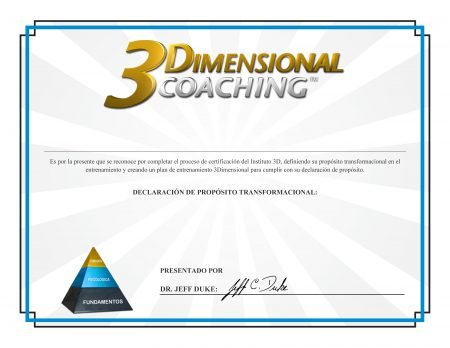 3DIMENSIONAL
COACHING™
Es por la presente que se reconoce por completar el proceso de certificación del Instituto 3D, definiendo su propósito transformacional en el
entrenamiento y creando un plan de entrenamiento 3Dimensional para cumplir con su declaración de propósito.
DECLARACIÓN DE PROPÓSITO TRANSFORMACIONAL:
PSICOLÓGICA
FUNDAMENTOS
PRESENTADO POR
DR. JEFF DUKE: Jeff C. Duke